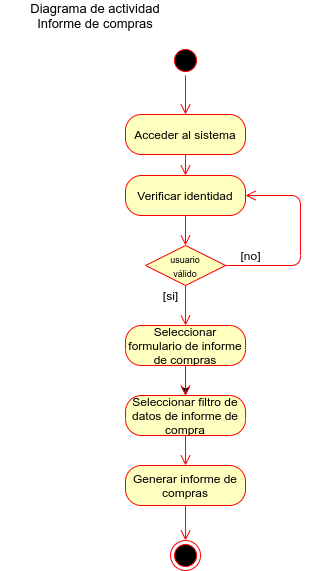 Diagrama de actividad
Informe de compras
Acceder al sistema
Verificar identidad
usuario
válido
[no]
[si]
Seleccionar
formulario de informe
de compras
Seleccionar filtro de
datos de informe de
compra
Generar informe de
compras